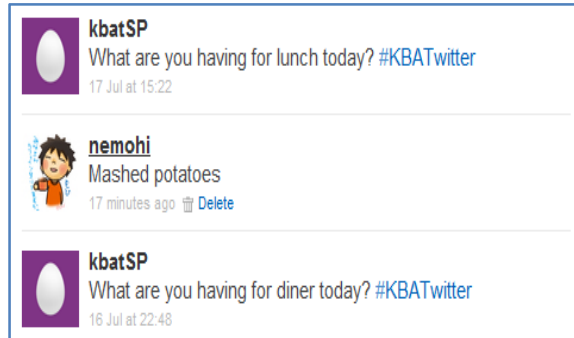 kbatSP
What are you having for lunch today? #KBATwitter
17 Jul at 15:22
nemohi
Mashed potatoes
17 minutes ago Delete
kbatSP
What are you having for diner today? #KBATwitter
16 Jul at 22:48